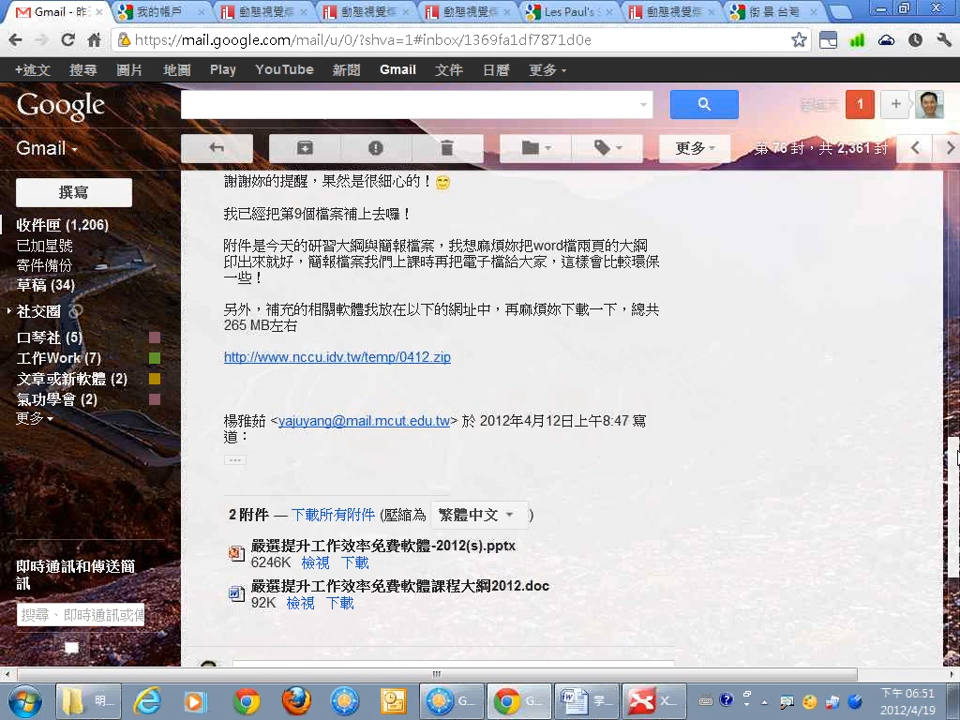 Gmail - 昨
我的帳戶
動態視覺燦
動態視覺燦
動態視覺燦
Les Paul's S
動態視覺燦
街 景 台灣
https://mail.google.com/mail/u/0/?shva=1#inbox/1369fa1df7871d0e
+述文 搜尋 圖片 地圖 Play YouTube 新聞 Gmail 文件 日曆 更多
Google
1
+
Gmail
更多
第 76 封，共 2,361 封
撰寫
收件匣 (1,206)
已加星號
寄件備份
草稿 (34)
社交圈
口琴社 (5)
工作Work (7)
文章或新軟體 (2)
氣功學會 (2)
更多
即時通訊和傳送簡
訊
搜尋、即時通訊或傳
謝謝妳的提醒，果然是很細心的！
我已經把第9個檔案補上去囉！
附件是今天的研習大綱與簡報檔案，我想麻煩妳把word檔兩頁的大綱
印出來就好，簡報檔案我們上課時再把電子檔給大家，這樣會比較環保
一些！
另外，補充的相關軟體我放在以下的網址中，再麻煩妳下載一下，總共
265 MB左右
http://www.nccu.idv.tw/temp/0412.zip
楊雅茹 <yajuyang@mail.mcut.edu.tw> 於 2012年4月12日上午8:47 寫
道：
2 附件 — 下載所有附件 (壓縮為 繁體中文 )
嚴選提升工作效率免費軟體-2012(s).pptx
6246K 檢視 下載
嚴選提升工作效率免費軟體課程大綱2012.doc
92K 檢視 下載
明...
G...
G...
掌...
X...
下午 06:51
2012/4/19